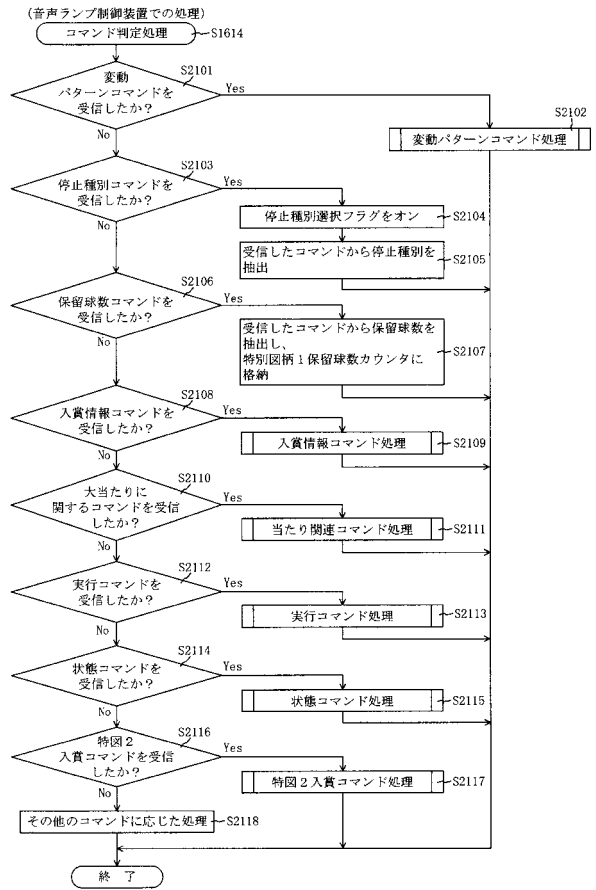 (音声ランプ制御装置での処理)
コマンド判定処理
S1614
変動
パターンコマンドを
受信したか？
S2101
Yes
No
変動パターンコマンド処理
S2102
停止種別コマンドを
受信したか？
S2103
Yes
No
停止種別選択フラグをオン
S2104
受信したコマンドから停止種別を
抽出
S2105
保留球数コマンドを
受信したか？
S2106
Yes
No
受信したコマンドから保留球数を
抽出し、
特別図柄１保留球数カウンタに
格納
S2107
入賞情報コマンドを
受信したか？
S2108
Yes
No
入賞情報コマンド処理
S2109
大当たりに
関するコマンドを受信
したか？
S2110
Yes
No
当たり関連コマンド処理
S2111
実行コマンドを
受信したか？
S2112
Yes
No
実行コマンド処理
S2113
状態コマンドを
受信したか？
S2114
Yes
No
状態コマンド処理
S2115
特図２
入賞コマンドを受信
したか？
S2116
Yes
No
特図２入賞コマンド処理
S2117
その他のコマンドに応じた処理
S2118
終 了